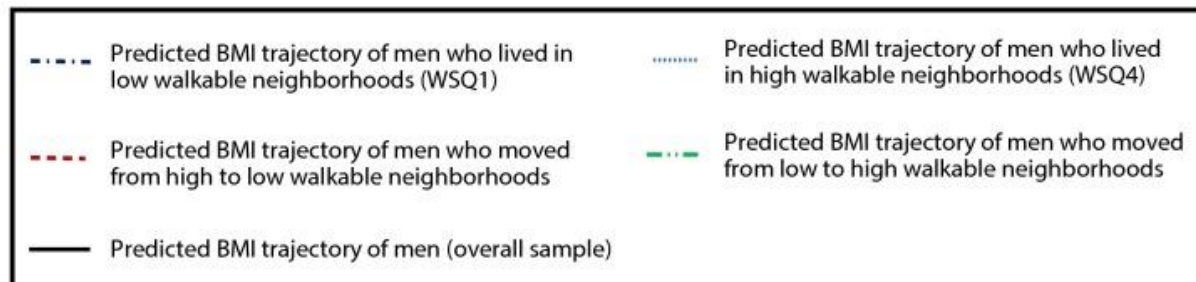 Predicted BMI trajectory of men who lived in
low walkable neighborhoods (WSQ1)
Predicted BMI trajectory of men who lived
in high walkable neighborhoods (WSQ4)
Predicted BMI trajectory of men who moved
from high to low walkable neighborhoods
Predicted BMI trajectory of men who moved
from low to high walkable neighborhoods
Predicted BMI trajectory of men (overall sample)